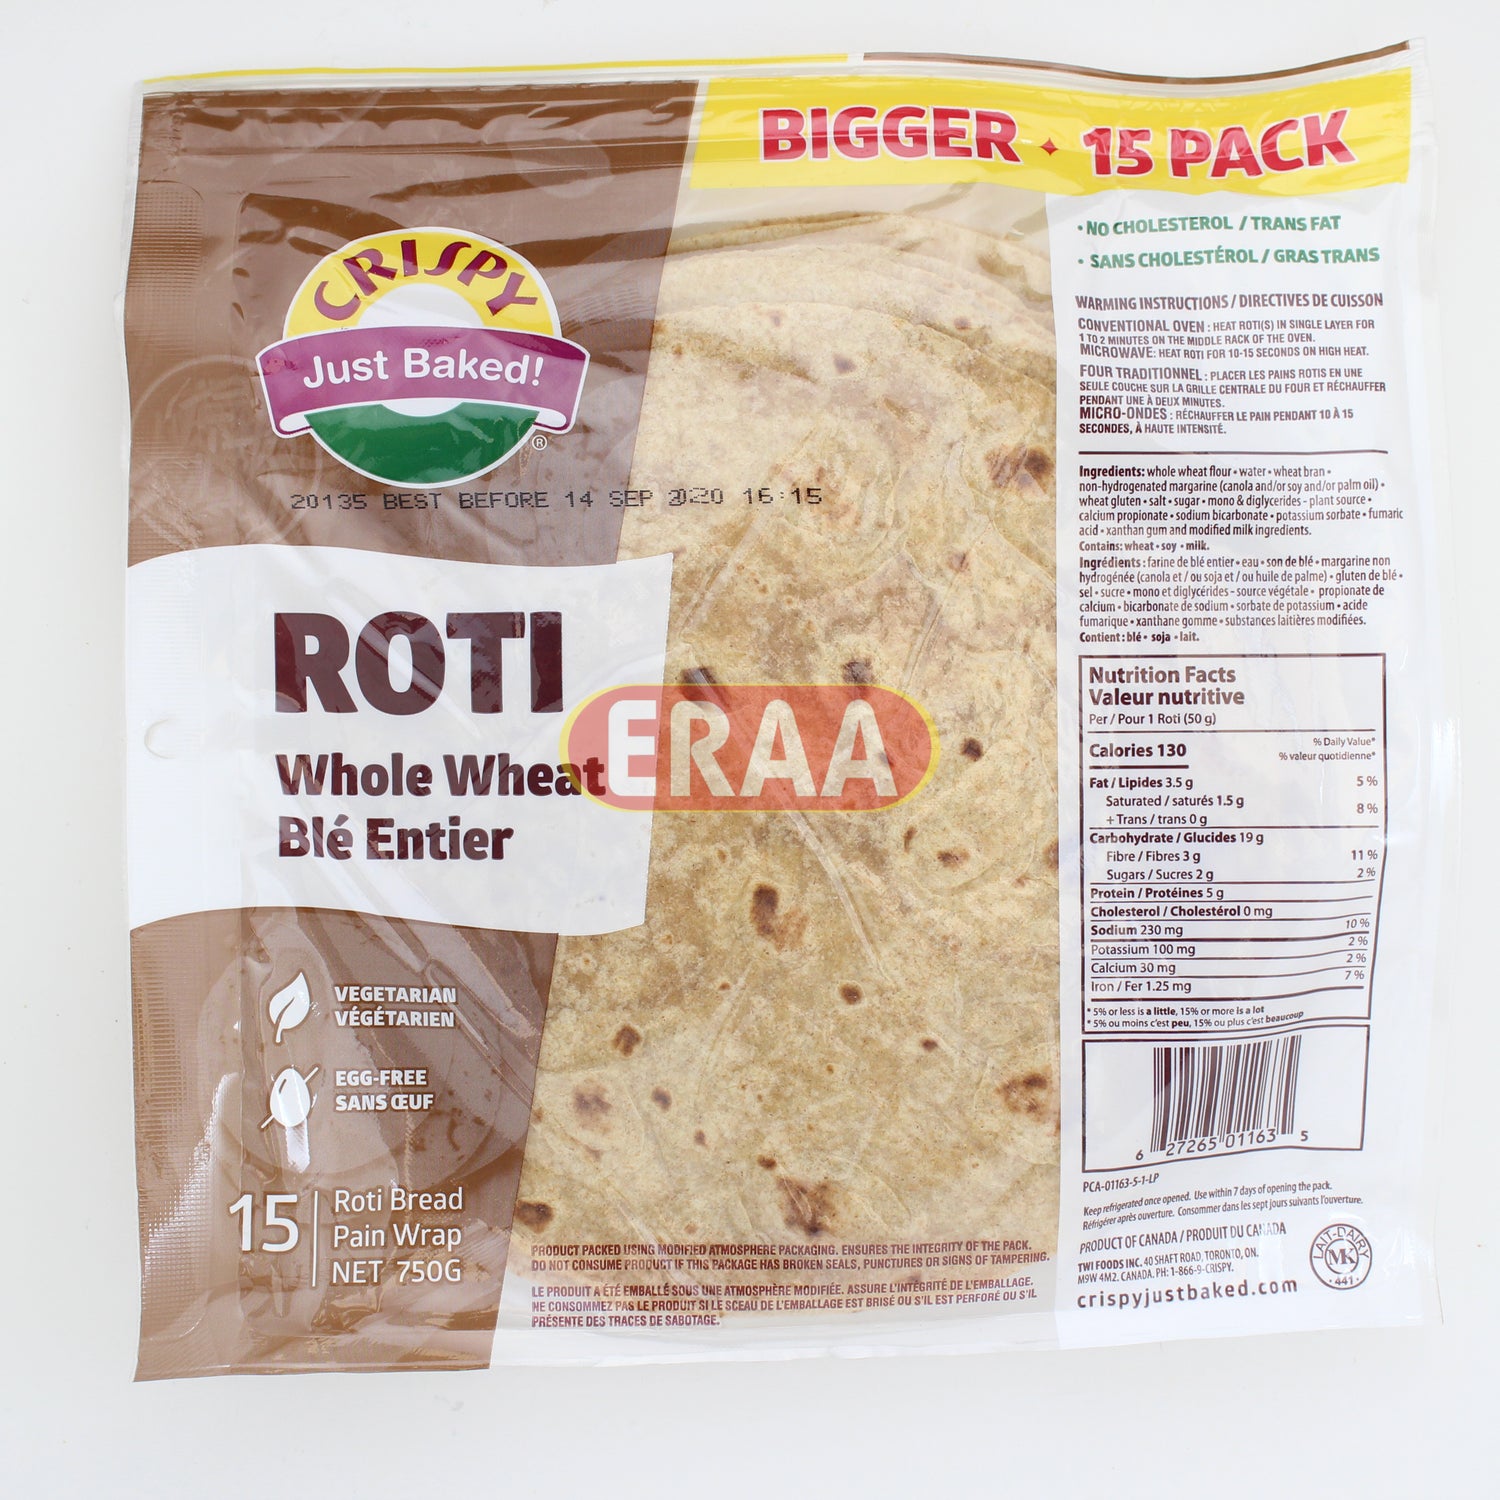 BIGGER ✦ 15 PACK
CRISPY
Just Baked!
®
20135 BEST BEFORE 14 SEP 2020 16:15
ROTI
Whole Wheat
Blé Entier
ERAA
VEGETARIAN
VÉGÉTARIEN
EGG-FREE
SANS ŒUF
15
Roti Bread
Pain Wrap
NET 750G
PRODUCT PACKED USING MODIFIED ATMOSPHERE PACKAGING. ENSURES THE INTEGRITY OF THE PACK.
DO NOT CONSUME PRODUCT IF THIS PACKAGE HAS BROKEN SEALS, PUNCTURES OR SIGNS OF TAMPERING.
LE PRODUIT A ÉTÉ EMBALLÉ SOUS UNE ATMOSPHÈRE MODIFIÉE. ASSURE L'INTÉGRITÉ DE L'EMBALLAGE.
NE CONSOMMEZ PAS LE PRODUIT SI LE SCEAU DE L'EMBALLAGE EST BRISÉ OU S'IL EST PERFORÉ OU S'IL
PRÉSENTE DES TRACES DE SABOTAGE.
• NO CHOLESTEROL / TRANS FAT
• SANS CHOLESTÉROL / GRAS TRANS
WARMING INSTRUCTIONS / DIRECTIVES DE CUISSON
CONVENTIONAL OVEN : HEAT ROTI(S) IN SINGLE LAYER FOR
1 TO 2 MINUTES ON THE MIDDLE RACK OF THE OVEN.
MICROWAVE: HEAT ROTI FOR 10-15 SECONDS ON HIGH HEAT.
FOUR TRADITIONNEL : PLACER LES PAINS ROTIS EN UNE
SEULE COUCHE SUR LA GRILLE CENTRALE DU FOUR ET RÉCHAUFFER
PENDANT UNE À DEUX MINUTES.
MICRO-ONDES : RÉCHAUFFER LE PAIN PENDANT 10 À 15
SECONDES, À HAUTE INTENSITÉ.
Ingredients: whole wheat flour • water • wheat bran •
non-hydrogenated margarine (canola and/or soy and/or palm oil) •
wheat gluten • salt • sugar • mono & diglycerides - plant source •
calcium propionate • sodium bicarbonate • potassium sorbate • fumaric
acid • xanthan gum and modified milk ingredients.
Contains: wheat • soy • milk.
Ingrédients : farine de blé entier • eau • son de blé • margarine non
hydrogénée (canola et / ou soja et / ou huile de palme) • gluten de blé •
sel • sucre • mono et diglycérides - source végétale • propionate de
calcium • bicarbonate de sodium • sorbate de potassium • acide
fumarique • xanthane gomme • substances laitières modifiées.
Contient : blé • soja • lait.
Nutrition Facts
Valeur nutritive
Per / Pour 1 Roti (50 g)
Calories 130
% Daily Value*
% valeur quotidienne*
Fat / Lipides 3.5 g 5 %
Saturated / saturés 1.5 g
+ Trans / trans 0 g 8 %
Carbohydrate / Glucides 19 g
Fibre / Fibres 3 g 11 %
Sugars / Sucres 2 g 2 %
Protein / Protéines 5 g
Cholesterol / Cholestérol 0 mg
Sodium 230 mg 10 %
Potassium 100 mg 2 %
Calcium 30 mg 2 %
Iron / Fer 1.25 mg 7 %
* 5% or less is a little, 15% or more is a lot
* 5% ou moins c'est peu, 15% ou plus c'est beaucoup
6 27265 01163 5
PCA-01163-5-1-LP
Keep refrigerated once opened. Use within 7 days of opening the pack.
Réfrigérer après ouverture. Consommer dans les sept jours suivants l'ouverture.
PRODUCT OF CANADA / PRODUIT DU CANADA
TWI FOODS INC. 40 SHAFT ROAD, TORONTO, ON.
M9W 4M2. CANADA. PH: 1-866-9-CRISPY.
crispyjustbaked.com
LAIT-DAIRY
MK
• 441 •